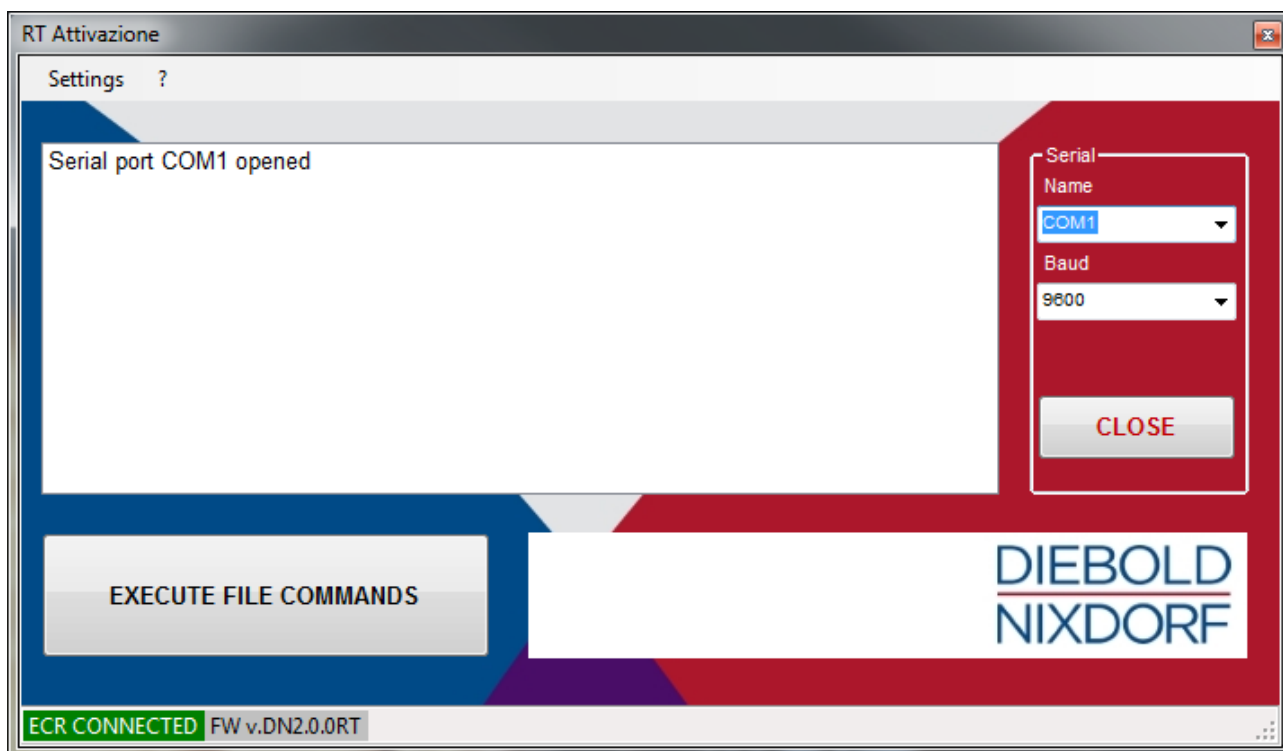 RT Attivazione
Settings ?
Serial port COM1 opened
Serial
Name
COM1
Baud
9600
CLOSE
EXECUTE FILE COMMANDS
DIEBOLD
NIXDORF
ECR CONNECTED FW v.DN2.0.0RT